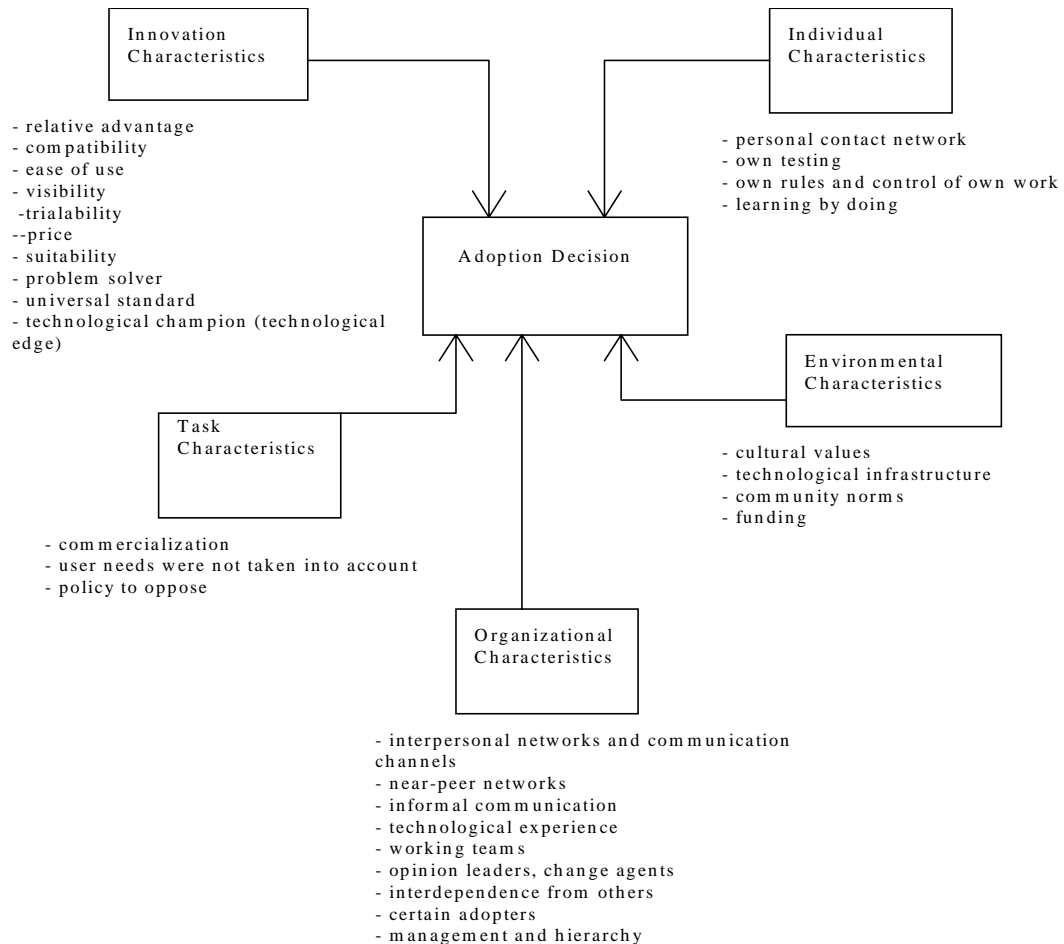 Innovation
Characteristics
- relative advantage
- compatibility
- ease of use
- visibility
-trialability
--price
- suitability
- problem solver
- universal standard
- technological champion (technological
edge)
Individual
Characteristics
- personal contact network
- own testing
- own rules and control of own work
- learning by doing
Adoption Decision
Task
Characteristics
- commercialization
- user needs were not taken into account
- policy to oppose
Environmental
Characteristics
- cultural values
- technological infrastructure
- community norms
- funding
Organizational
Characteristics
- interpersonal networks and communication
channels
- near-peer networks
- informal communication
- technological experience
- working teams
- opinion leaders, change agents
- interdependence from others
- certain adopters
- management and hierarchy